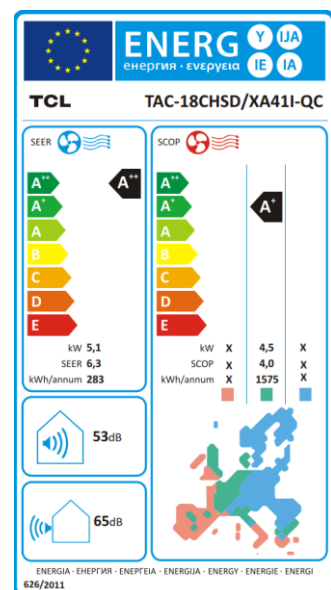 ENERG Y IJA
енергия · ενεργεια IE IA
TCL TAC-18CHSD/XA41I-QC
SEER
A++
A++
A+
A
B
C
D
E
kW 5,1
SEER 6,3
kWh/annum 283
SCOP
A++
A+
A+
A
B
C
D
E
kW X 4,5 X
SCOP X 4,0 X
kWh/annum X 1575 X
53dB
65dB
ENERGIA · ЕНЕРГИЯ · ΕΝΕΡΓΕΙΑ · ENERGIJA · ENERGY · ENERGIE · ENERGI
626/2011